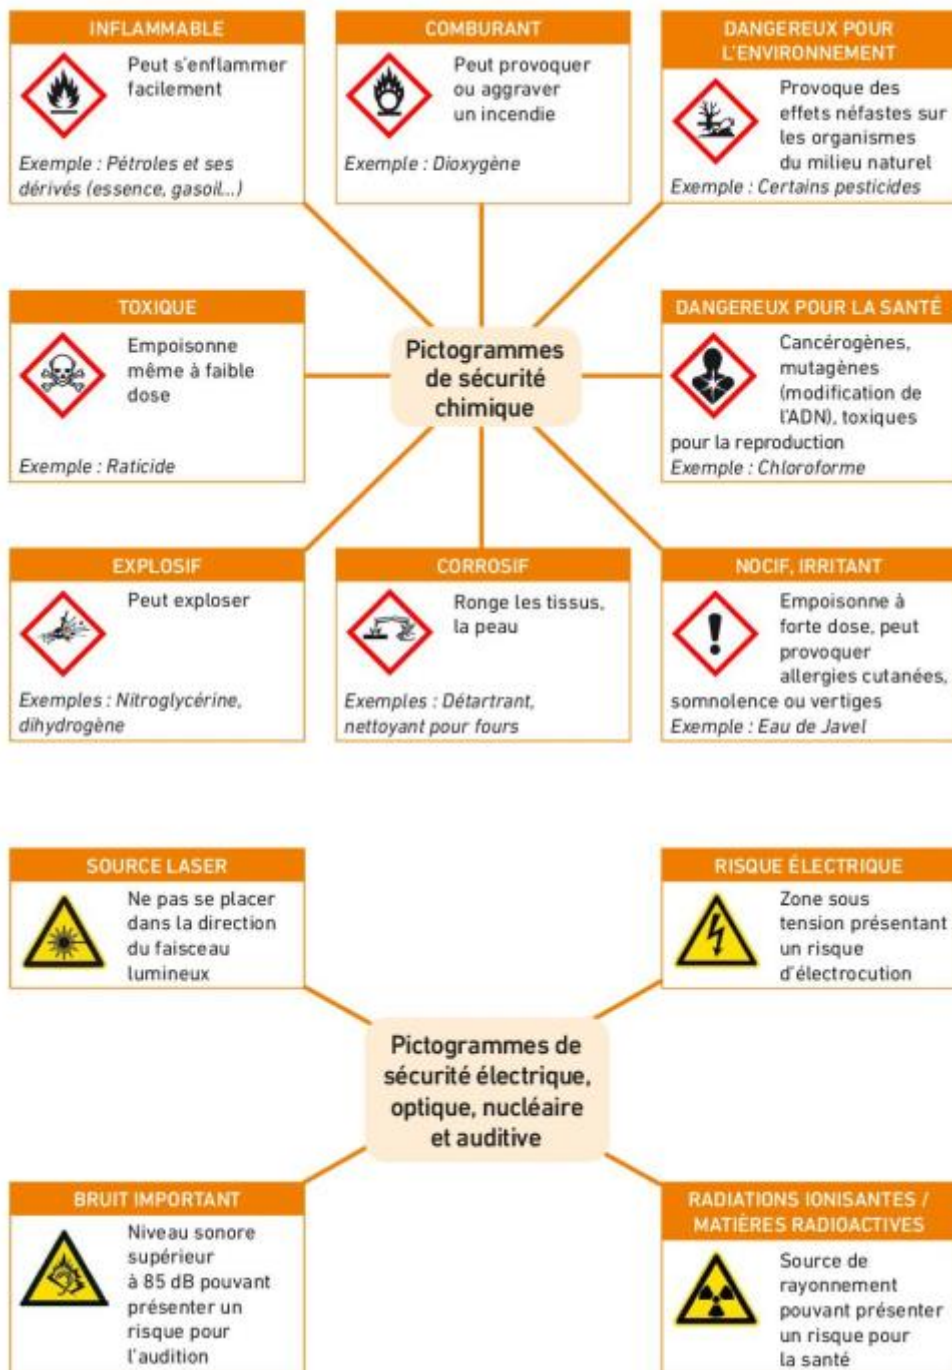 INFLAMMABLE
Peut s'enflammer
facilement
Exemple : Pétroles et ses
dérivés (essence, gasoil...)
COMBURANT
Peut provoquer
ou aggraver
un incendie
Exemple : Dioxygène
DANGEREUX POUR
L'ENVIRONNEMENT
Provoque des
effets néfastes sur
les organismes
du milieu naturel
Exemple : Certains pesticides
TOXIQUE
Empoisonne
même à faible
dose
Exemple : Raticide
Pictogrammes
de sécurité
chimique
DANGEREUX POUR LA SANTÉ
Cancérogènes,
mutagènes
(modification de
l'ADN), toxiques
pour la reproduction
Exemple : Chloroforme
EXPLOSIF
Peut exploser
Exemples : Nitroglycérine,
dihydrogène
CORROSIF
Ronge les tissus,
la peau
Exemples : Détartrant,
nettoyant pour fours
NOCIF, IRRITANT
Empoisonne à
forte dose, peut
provoquer
allergies cutanées,
somnolence ou vertiges
Exemple : Eau de Javel
SOURCE LASER
Ne pas se placer
dans la direction
du faisceau
lumineux
RISQUE ÉLECTRIQUE
Zone sous
tension présentant
un risque
d'électrocution
Pictogrammes de
sécurité électrique,
optique, nucléaire
et auditive
BRUIT IMPORTANT
Niveau sonore
supérieur
à 85 dB pouvant
présenter un
risque pour
l'audition
RADIATIONS IONISANTES /
MATIÈRES RADIOACTIVES
Source de
rayonnement
pouvant présenter
un risque pour
la santé